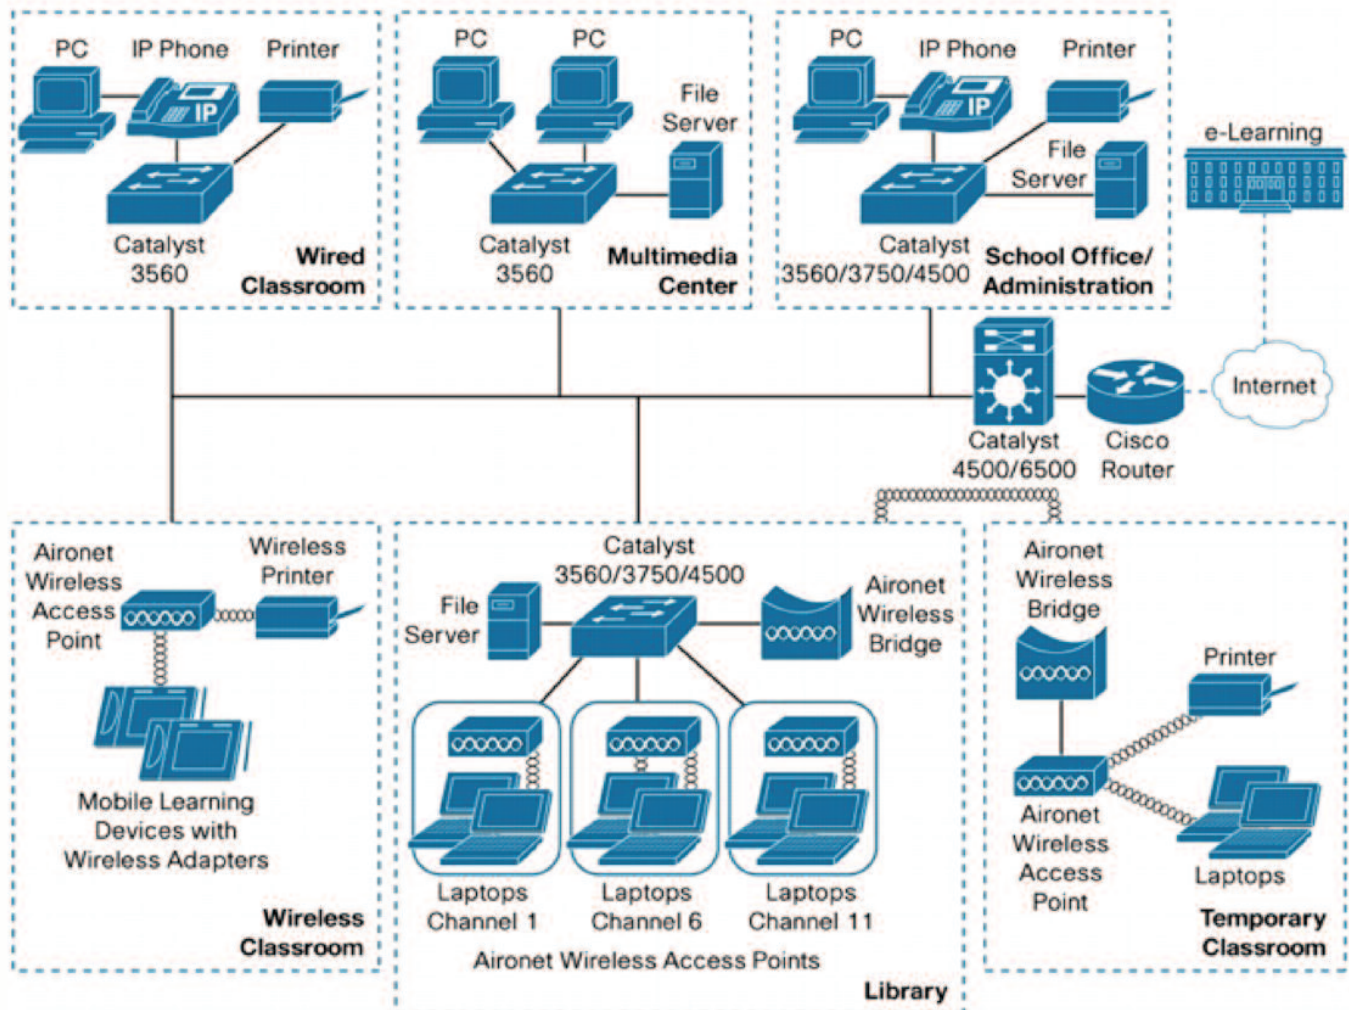 PC
IP Phone
Printer
IP
Catalyst
3560
Wired
Classroom
PC
PC
File
Server
Catalyst
3560
Multimedia
Center
PC
IP Phone
Printer
IP
File
Server
Catalyst
3560/3750/4500
School Office/
Administration
e-Learning
Internet
Catalyst
4500/6500
Cisco
Router
Aironet
Wireless
Access
Point
Wireless
Printer
Mobile Learning
Devices with
Wireless Adapters
Wireless
Classroom
Catalyst
3560/3750/4500
File
Server
Aironet
Wireless
Bridge
Laptops
Channel 1
Laptops
Channel 6
Laptops
Channel 11
Aironet Wireless Access Points
Library
Aironet
Wireless
Bridge
Printer
Aironet
Wireless
Access
Point
Laptops
Temporary
Classroom